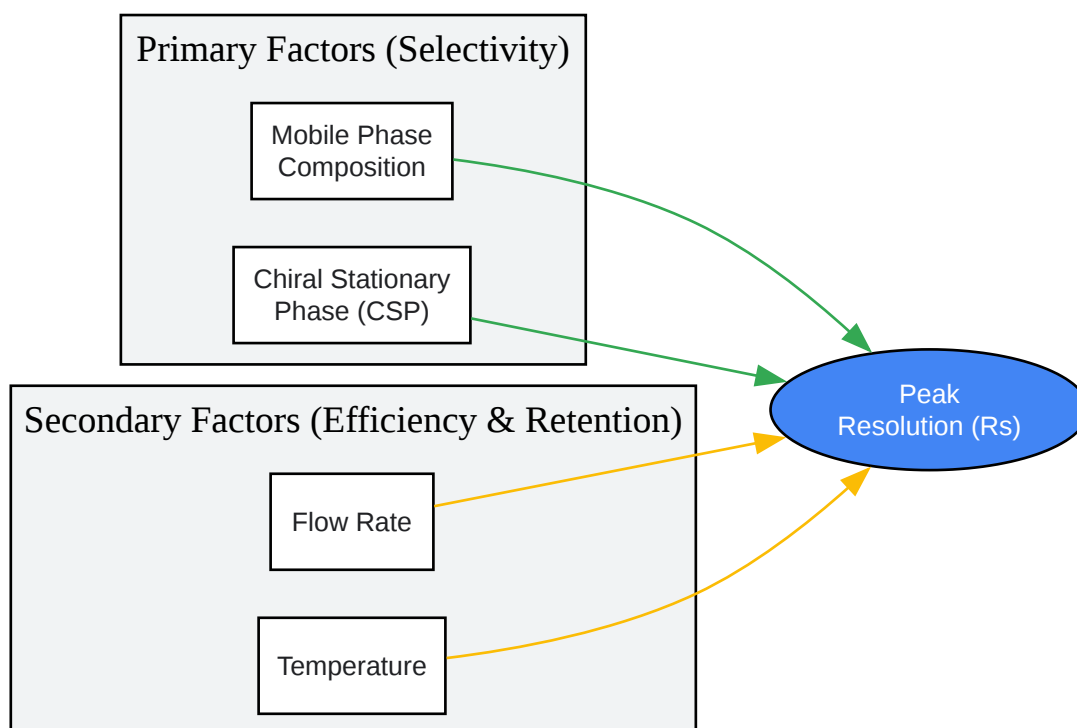 Primary Factors (Selectivity)
Mobile Phase
Composition
Chiral Stationary
Phase (CSP)
Secondary Factors (Efficiency & Retention)
Flow Rate
Temperature
Peak
Resolution (Rs)